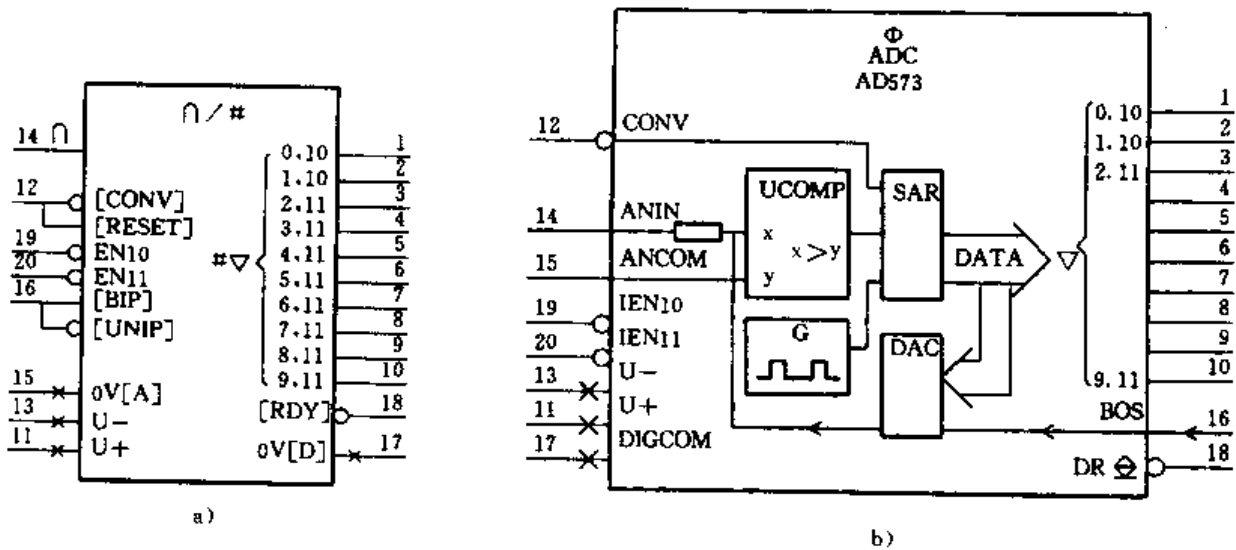 ∩/#
14 ∩
12 [CONV]
[RESET]
19 EN10
20 EN11
16 [BIP]
[UNIP]
15 0V[A]
13 U-
11 U+
#▽
0.10 1
1.10 2
2.11 3
3.11 4
4.11 5
5.11 6
6.11 7
7.11 8
8.11 9
9.11 10
[RDY] 18
0V[D] 17
a)
Φ
ADC
AD573
12 CONV
14 ANIN
15 ANCOM
19 IEN10
20 IEN11
13 U-
11 U+
17 DIGCOM
UCOMP
x
x>y
y
G
SAR
DAC
DATA
▽
0.10 1
1.10 2
2.11 3
4
5
6
7
8
9
9.11 10
BOS 16
DR 18
b)